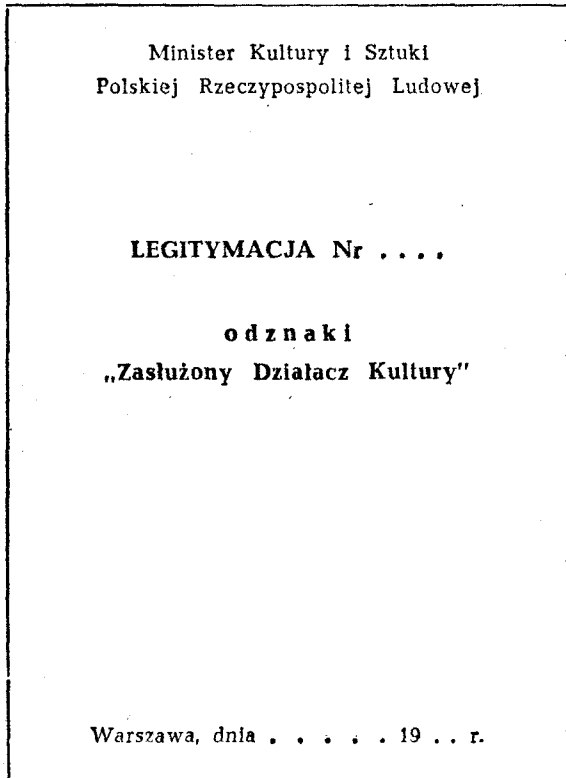 Minister Kultury i Sztuki
Polskiej Rzeczypospolitej Ludowej
LEGITYMACJA Nr . . . .
odznaki
„Zasłużony Działacz Kultury”
Warszawa, dnia . . . . . 19 . . r.